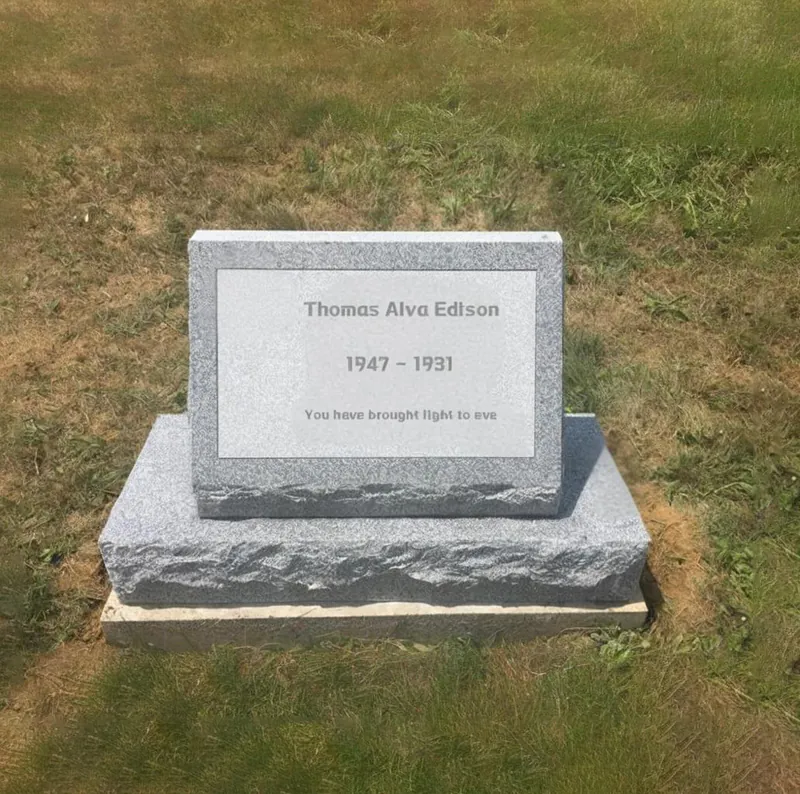 Thomas Alva Edison
1947 - 1931
You have brought light to eve